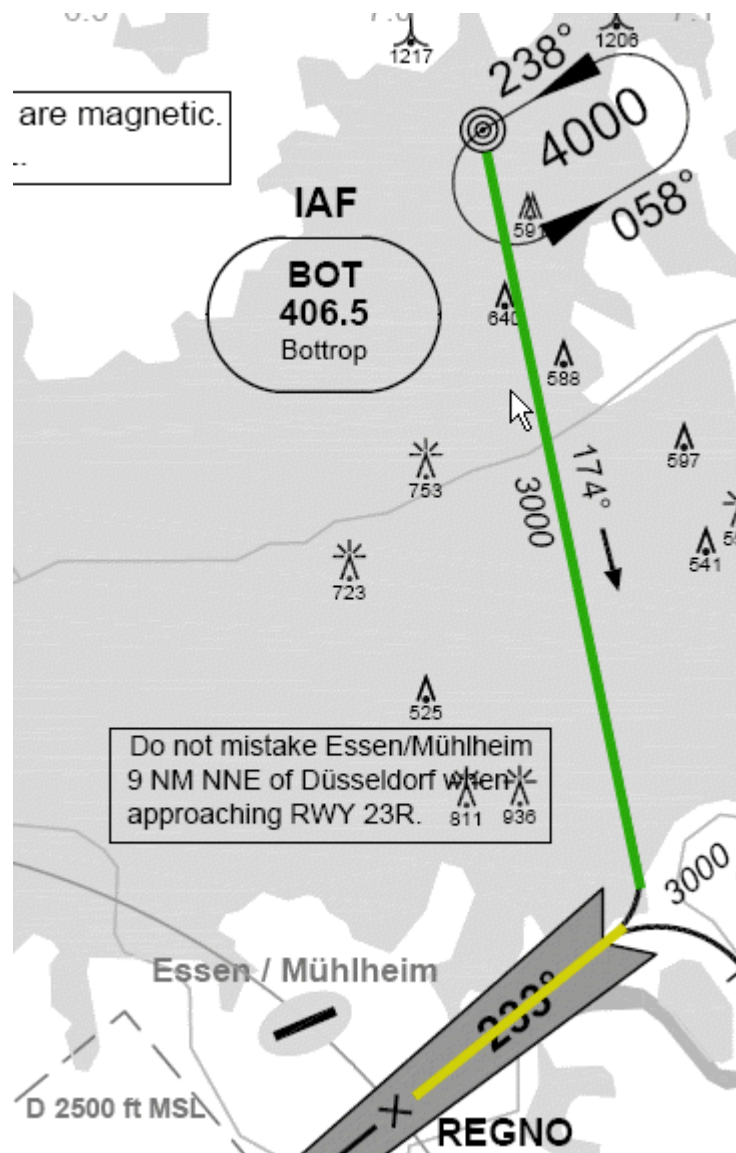 1217
1206
238°
4000
058°
are magnetic.
IAF
BOT
406.5
Bottrop
591
640
588
597
753
174°
3000
541
723
525
Do not mistake Essen/Mühlheim
9 NM NNE of Düsseldorf when
approaching RWY 23R.
811
936
3000
Essen / Mühlheim
233°
D 2500 ft MSL
REGNO